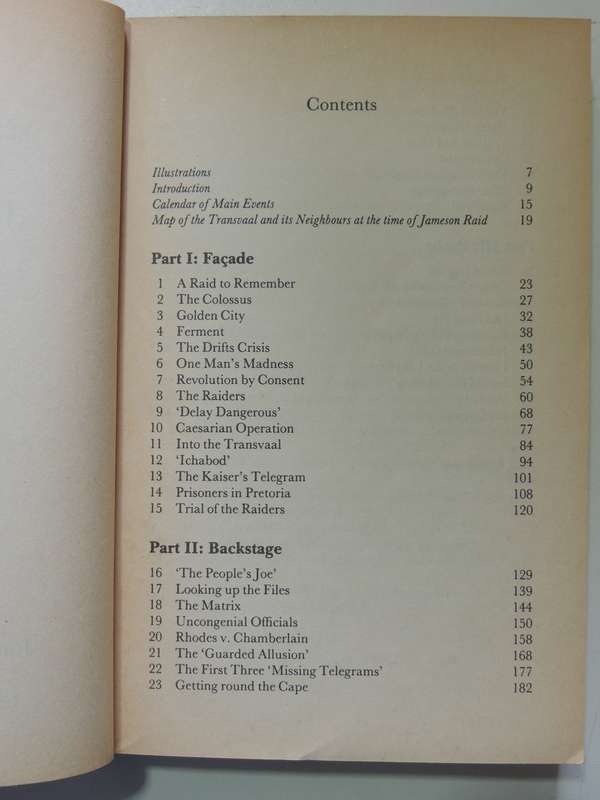 Contents
Illustrations 7
Introduction 9
Calendar of Main Events 15
Map of the Transvaal and its Neighbours at the time of Jameson Raid 19
Part I: Façade
1 A Raid to Remember 23
2 The Colossus 27
3 Golden City 32
4 Ferment 38
5 The Drifts Crisis 43
6 One Man's Madness 50
7 Revolution by Consent 54
8 The Raiders 60
9 ‘Delay Dangerous’ 68
10 Caesarian Operation 77
11 Into the Transvaal 84
12 ‘Ichabod’ 94
13 The Kaiser's Telegram 101
14 Prisoners in Pretoria 108
15 Trial of the Raiders 120
Part II: Backstage
16 ‘The People's Joe’ 129
17 Looking up the Files 139
18 The Matrix 144
19 Uncongenial Officials 150
20 Rhodes v. Chamberlain 158
21 The ‘Guarded Allusion’ 168
22 The First Three ‘Missing Telegrams’ 177
23 Getting round the Cape 182